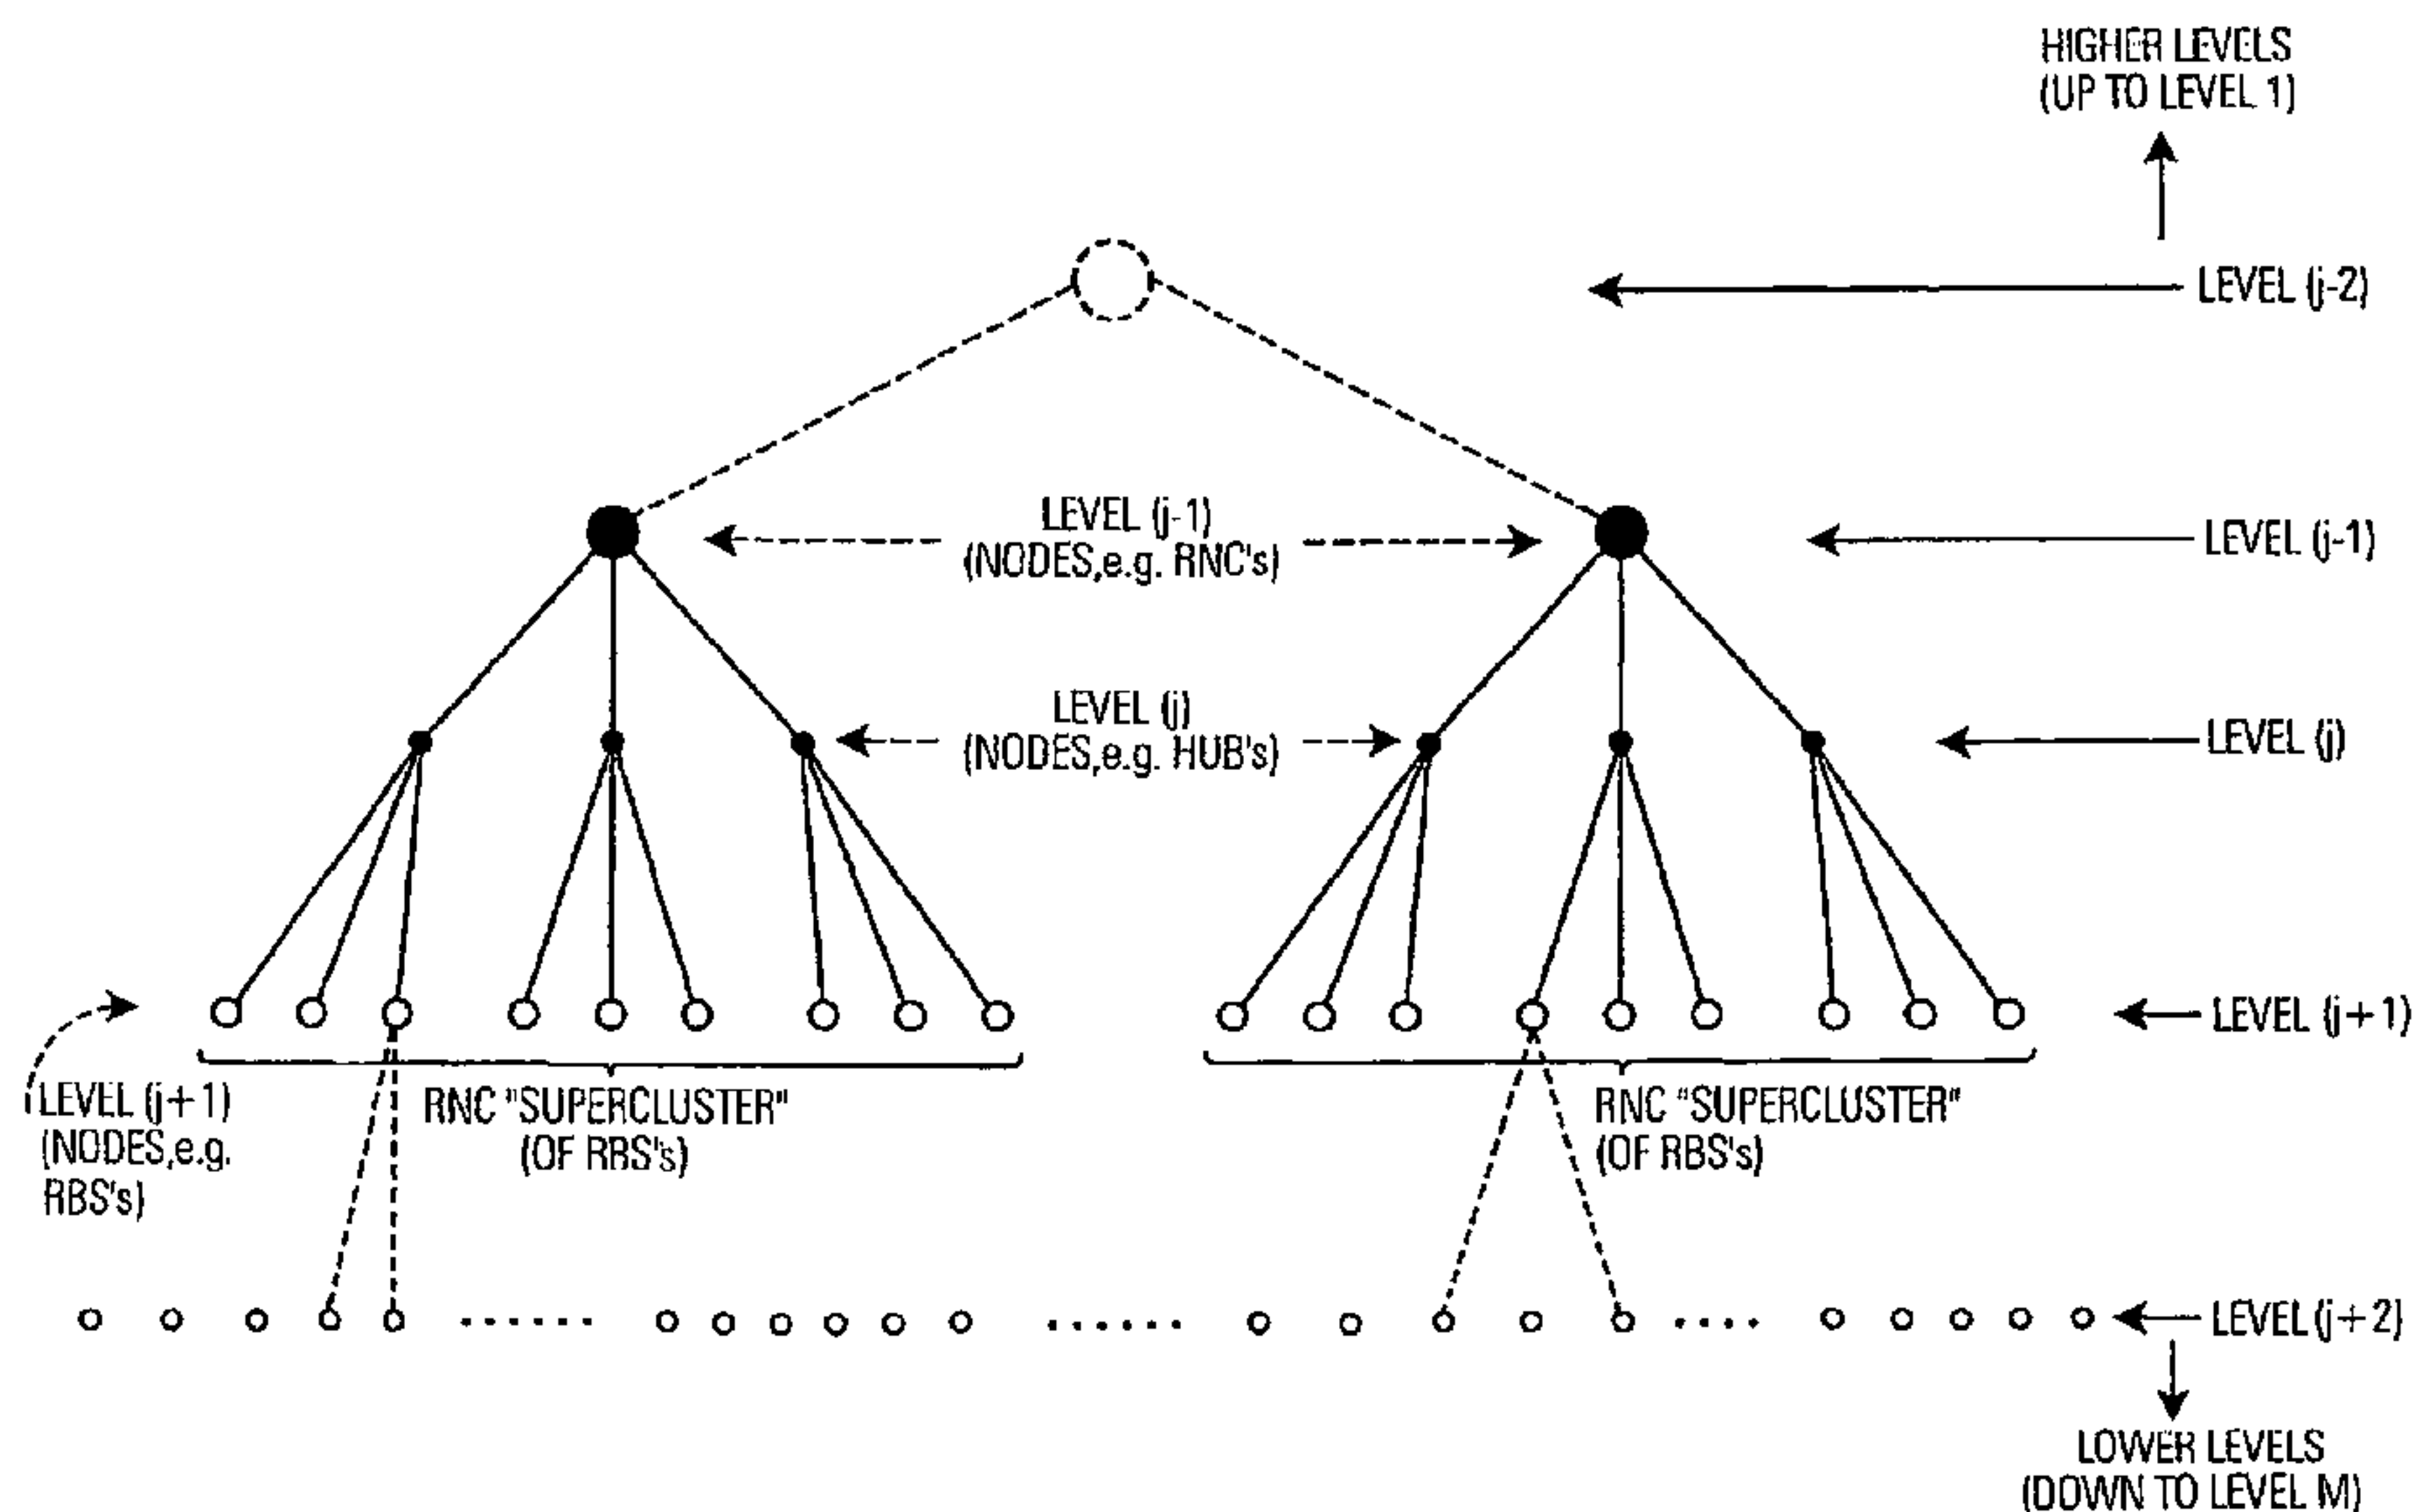 HIGHER LEVELS
(UP TO LEVEL 1)
LEVEL (j-2)
LEVEL (j-1)
(NODES,e.g. RNC's)
LEVEL (j-1)
LEVEL (j)
(NODES,e.g. HUB's)
LEVEL (j)
LEVEL (j+1)
LEVEL (j+1)
(NODES,e.g.
RBS's)
RNC "SUPERCLUSTER"
(OF RBS's)
RNC "SUPERCLUSTER"
(OF RBS's)
LEVEL (j+2)
LOWER LEVELS
(DOWN TO LEVEL M)